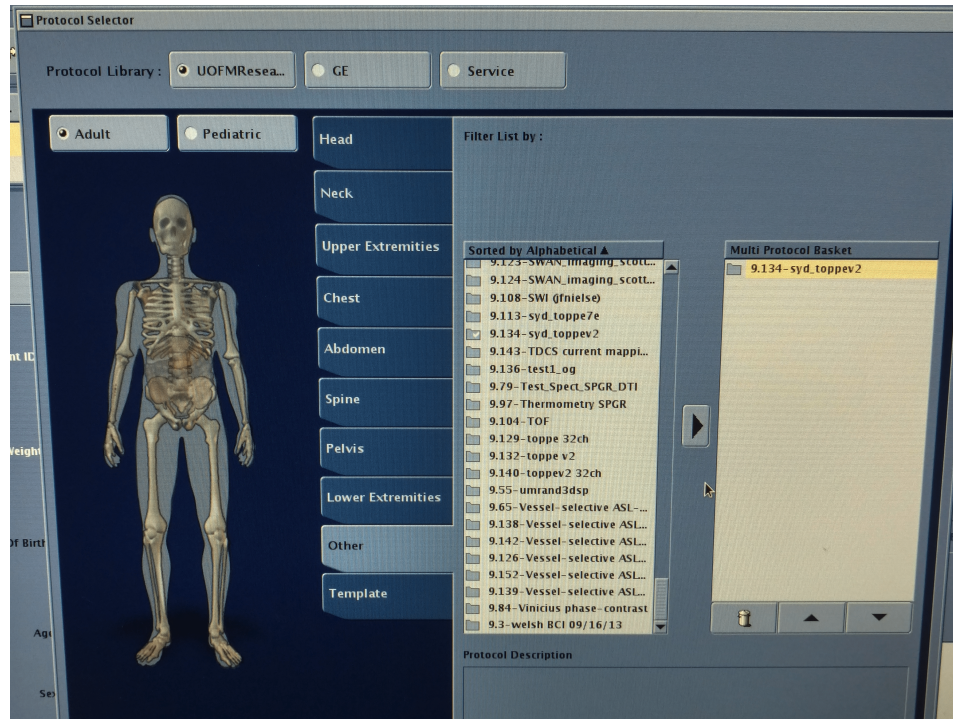 Protocol Selector
Protocol Library :
UOFMResea...
GE
Service
Adult
Pediatric
Head
Neck
Upper Extremities
Chest
Abdomen
Spine
Pelvis
Lower Extremities
Other
Template
Filter List by :
Sorted by Alphabetical ▲
9.123-SWAN_imaging_scott...
9.124-SWAN_imaging_scott...
9.108-SWI (jfnielse)
9.113-syd_toppe7e
9.134-syd_toppev2
9.143-TDCS current mappi...
9.136-test1_og
9.79-Test_Spect_SPGR_DTI
9.97-Thermometry SPGR
9.104-TOF
9.129-toppe 32ch
9.132-toppe v2
9.140-toppev2 32ch
9.55-umrand3dsp
9.65-Vessel-selective ASL-...
9.138-Vessel-selective ASL...
9.142-Vessel-selective ASL...
9.126-Vessel-selective ASL...
9.152-Vessel-selective ASL...
9.139-Vessel-selective ASL...
9.84-Vinicius phase-contrast
9.3-welsh BCI 09/16/13
Multi Protocol Basket
9.134-syd_toppev2
Protocol Description
nt ID
Weight
Of Birth
Age
Sex